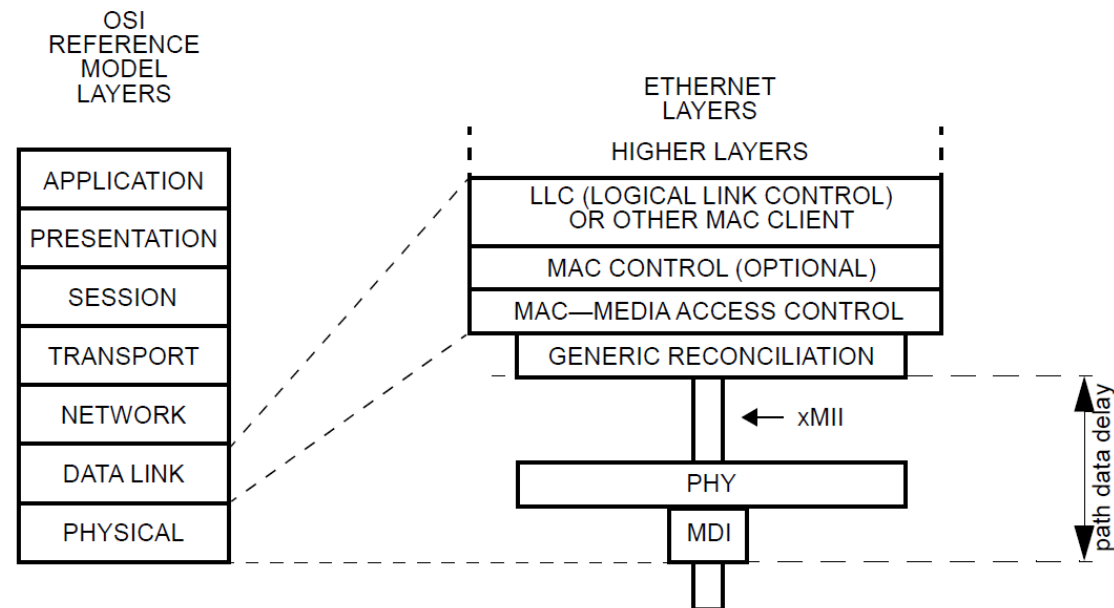 OSI
REFERENCE
MODEL
LAYERS
APPLICATION
PRESENTATION
SESSION
TRANSPORT
NETWORK
DATA LINK
PHYSICAL
ETHERNET
LAYERS
HIGHER LAYERS
LLC (LOGICAL LINK CONTROL)
OR OTHER MAC CLIENT
MAC CONTROL (OPTIONAL)
MAC—MEDIA ACCESS CONTROL
GENERIC RECONCILIATION
xMII
PHY
MDI
path data delay